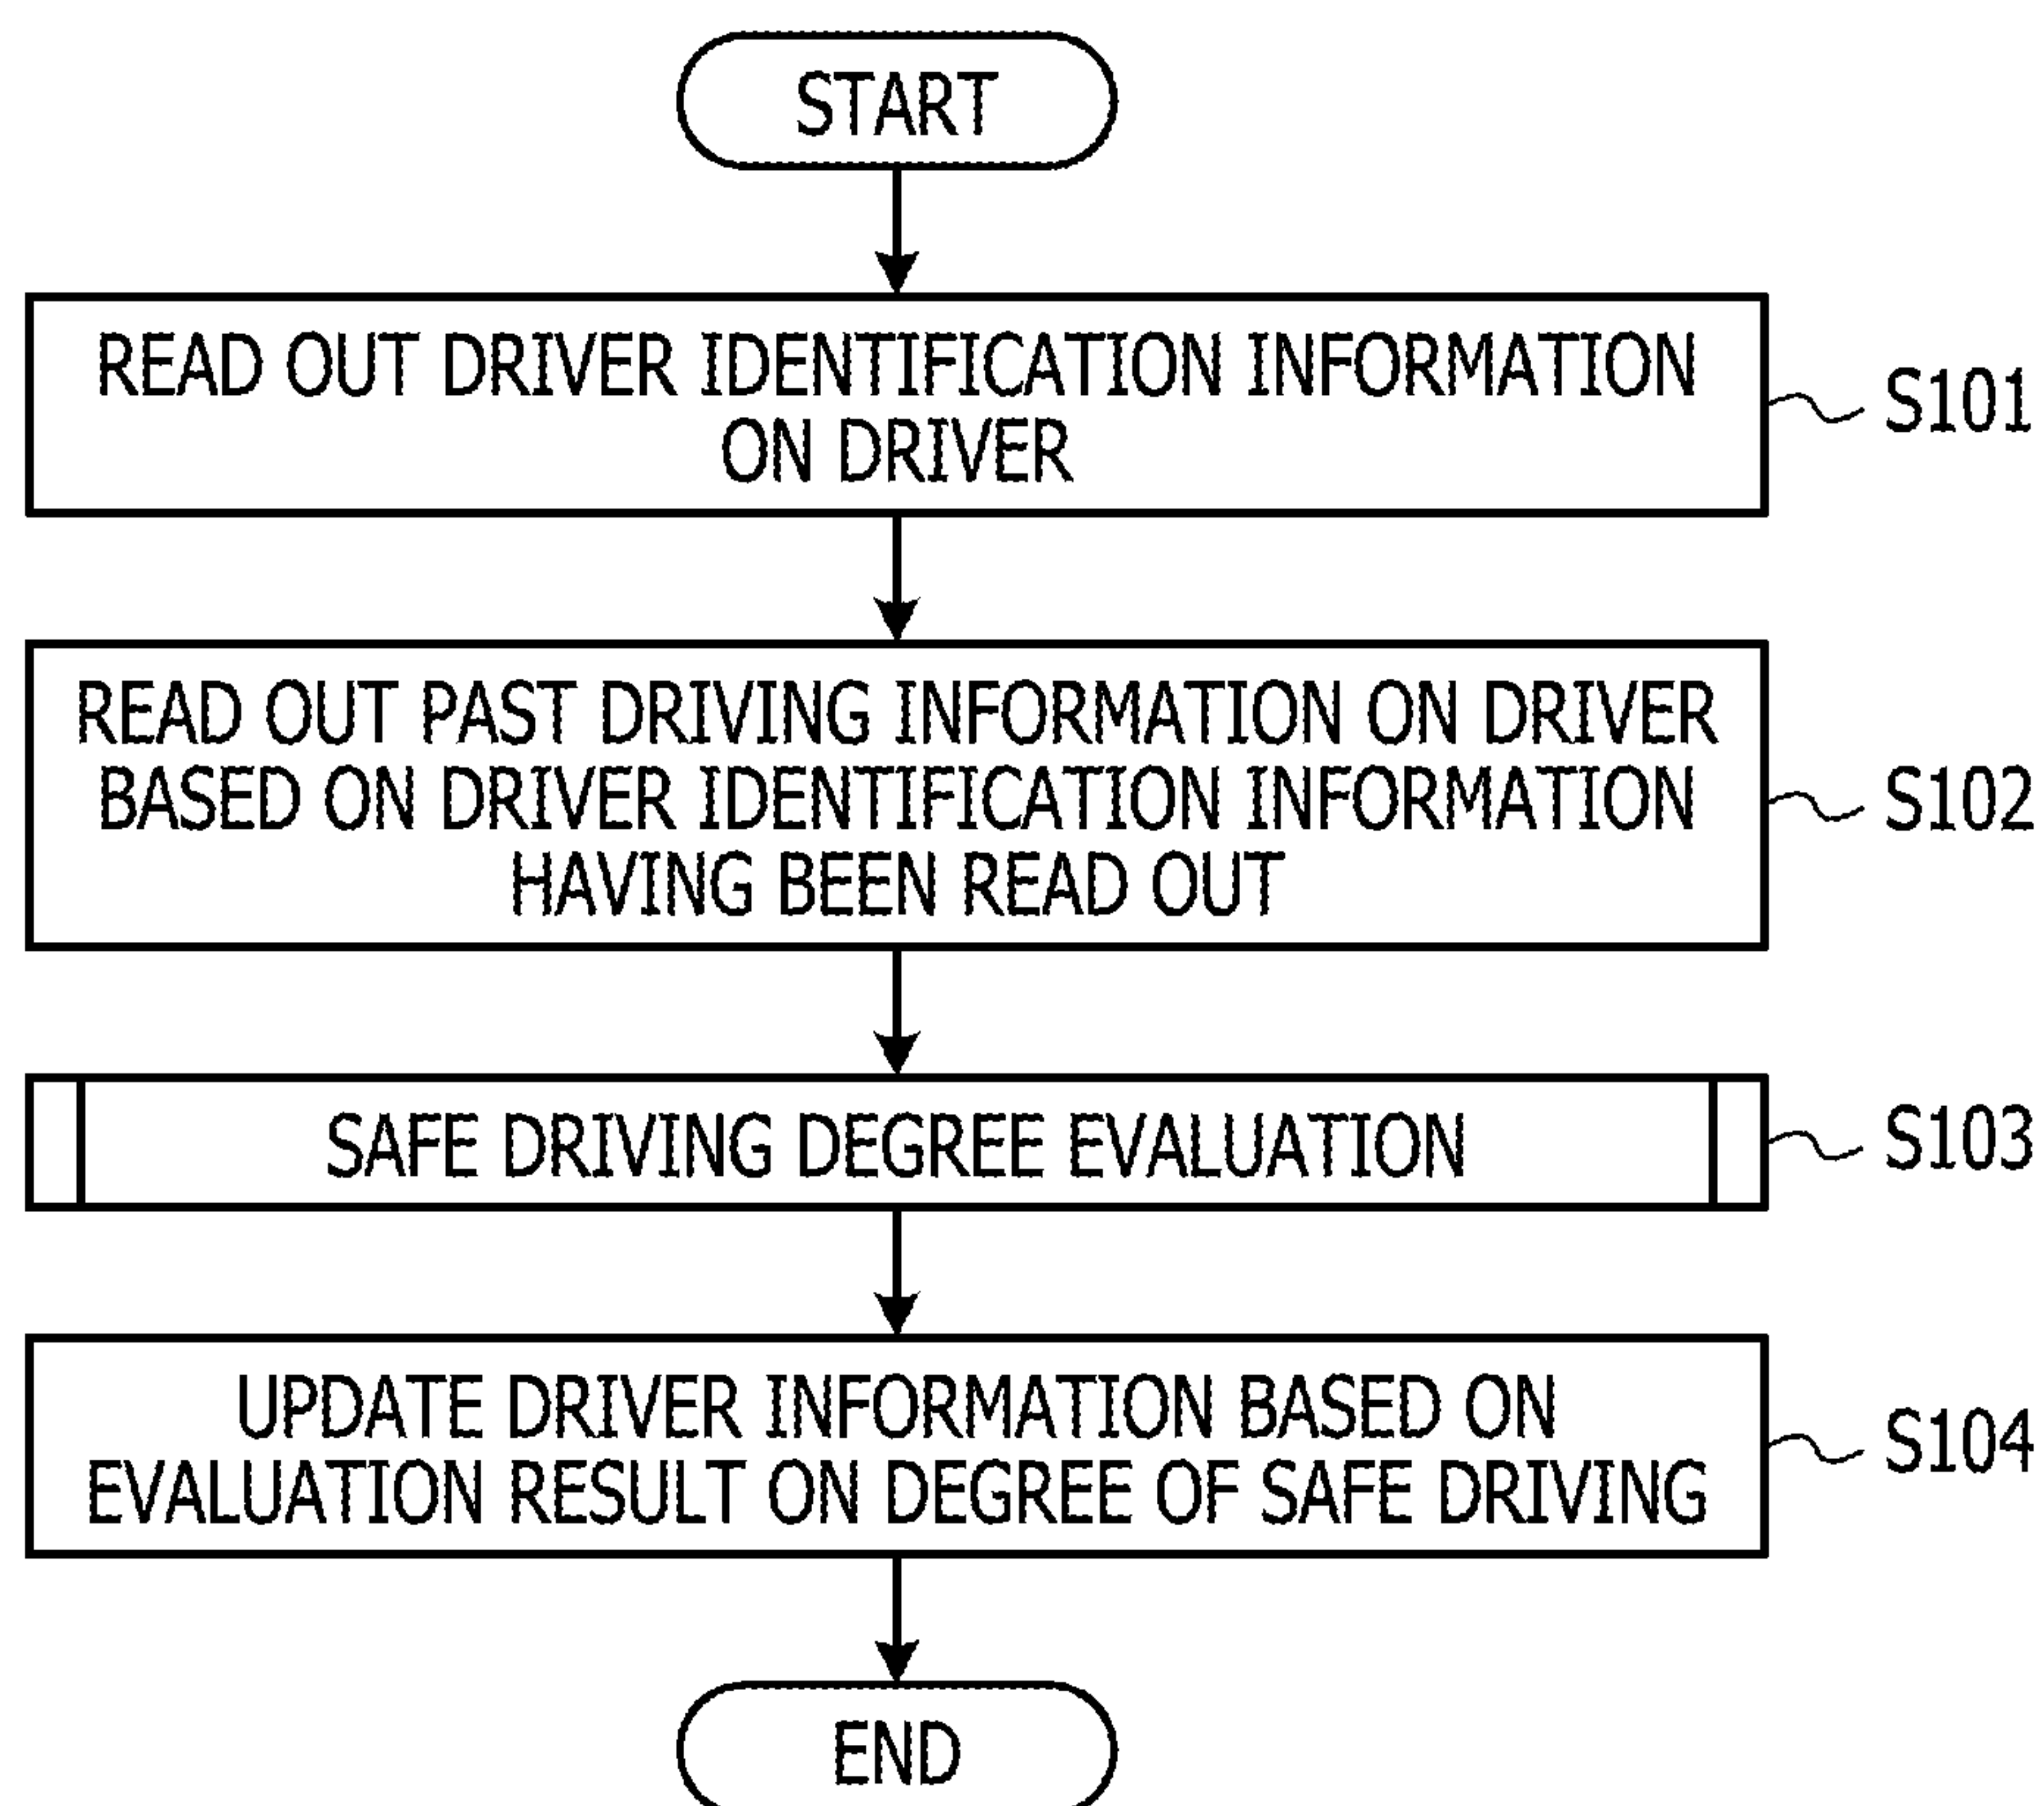 START
READ OUT DRIVER IDENTIFICATION INFORMATION
ON DRIVER
S101
READ OUT PAST DRIVING INFORMATION ON DRIVER
BASED ON DRIVER IDENTIFICATION INFORMATION
HAVING BEEN READ OUT
S102
SAFE DRIVING DEGREE EVALUATION
S103
UPDATE DRIVER INFORMATION BASED ON
EVALUATION RESULT ON DEGREE OF SAFE DRIVING
S104
END